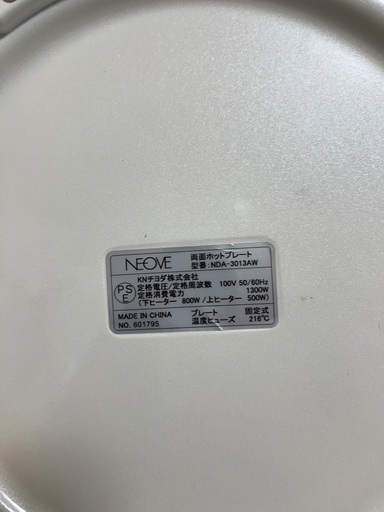 NEOVE 両面ホットプレート
型番:NDA-3013AW
KNチヨダ株式会社
PSE
定格電圧/定格周波数 100V 50/60Hz
定格消費電力 1300W
(下ヒーター 800W /上ヒーター 500W)
MADE IN CHINA プレート 固定式
NO. 601795 温度ヒューズ 216℃